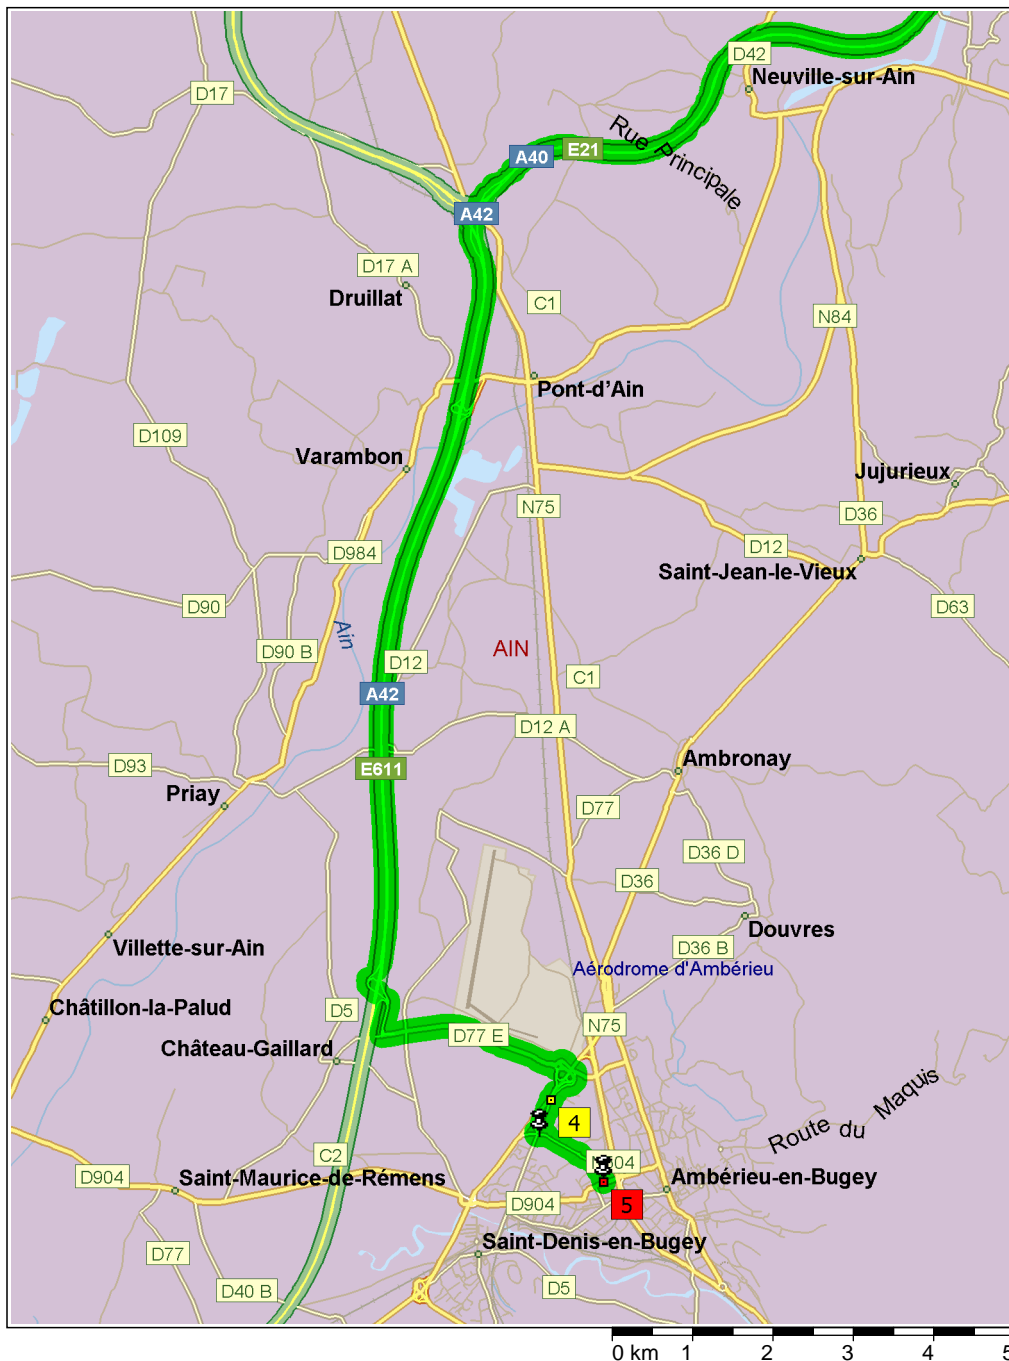 D42
Neuville-sur-Ain
D17
Rue Principale
A40
E21
A42
D17 A
Druillat
C1
N84
Pont-d'Ain
D109
Varambon
Jujurieux
N75
D36
D984
D12
Saint-Jean-le-Vieux
D90
D63
Ain
D90 B
AIN
D12
C1
A42
D12 A
D93
E611
Ambronay
Priay
D77
D36 D
D36
Douvres
Villette-sur-Ain
D36 B
Aérodrome d'Ambérieu
Châtillon-la-Palud
D5
N75
D77 E
Château-Gaillard
Route du Maquis
4
C2
D904
Saint-Maurice-de-Rémens
Ambérieu-en-Bugey
D904
5
D77
Saint-Denis-en-Bugey
D40 B
D5
0 km 1 2 3 4 5